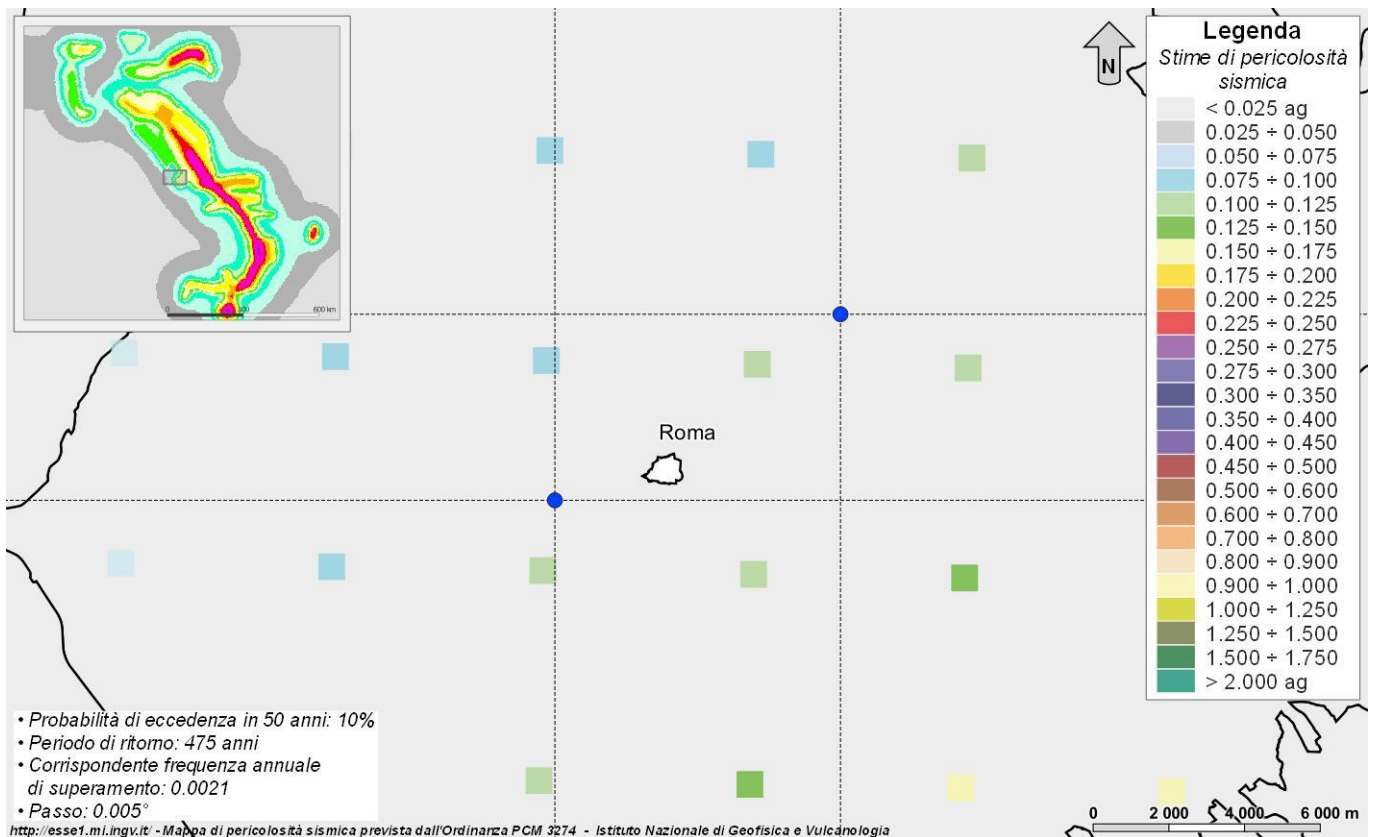 Legenda
Stime di pericolosità
sismica
< 0.025 ag
0.025 ÷ 0.050
0.050 ÷ 0.075
0.075 ÷ 0.100
0.100 ÷ 0.125
0.125 ÷ 0.150
0.150 ÷ 0.175
0.175 ÷ 0.200
0.200 ÷ 0.225
0.225 ÷ 0.250
0.250 ÷ 0.275
0.275 ÷ 0.300
0.300 ÷ 0.350
0.350 ÷ 0.400
0.400 ÷ 0.450
0.450 ÷ 0.500
0.500 ÷ 0.600
0.600 ÷ 0.700
0.700 ÷ 0.800
0.800 ÷ 0.900
0.900 ÷ 1.000
1.000 ÷ 1.250
1.250 ÷ 1.500
1.500 ÷ 1.750
> 2.000 ag
N
0 600 km
Roma
• Probabilità di eccedenza in 50 anni: 10%
• Periodo di ritorno: 475 anni
• Corrispondente frequenza annuale
di superamento: 0.0021
• Passo: 0.005°
0 2 000 4 000 6 000 m
http://esse1.mi.ingv.it/ - Mappa di pericolosità sismica prevista dall'Ordinanza PCM 3274 - Istituto Nazionale di Geofisica e Vulcanologia